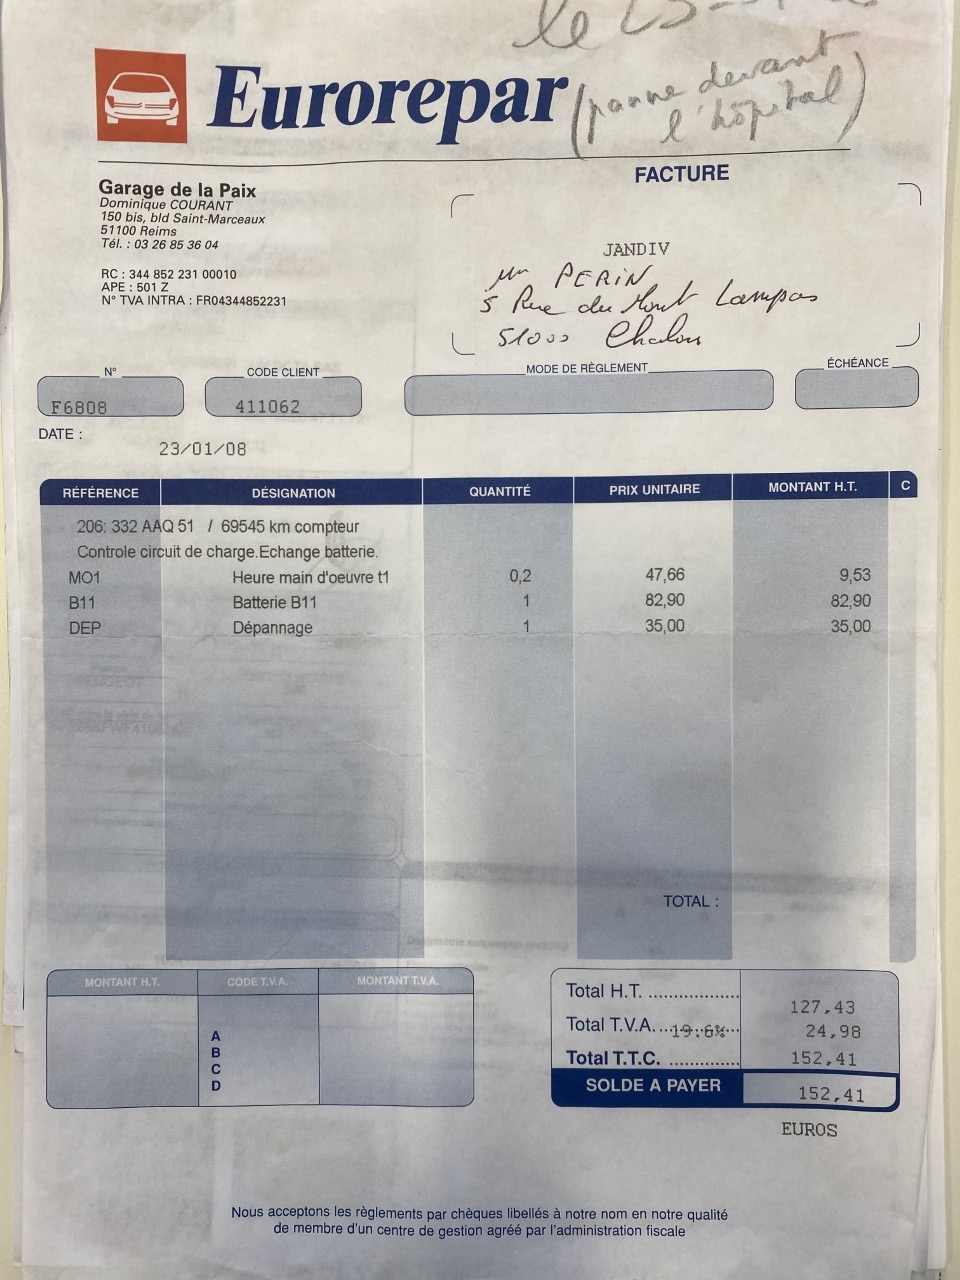 le
Eurorepar
(panne devant
l'hôpital)
FACTURE
Garage de la Paix
Dominique COURANT
150 bis, bld Saint-Marceaux
51100 Reims
Tél. : 03 26 85 36 04
RC : 344 852 231 00010
APE : 501 Z
N° TVA INTRA : FR04344852231
JANDIV
Mr PERIN
5 Rue du Mont Lampas
51000 Chalons
N° CODE CLIENT MODE DE RÈGLEMENT ÉCHÉANCE
F6808 411062
DATE :
23/01/08
RÉFÉRENCE DÉSIGNATION QUANTITÉ PRIX UNITAIRE MONTANT H.T. C
206: 332 AAQ 51 / 69545 km compteur
Controle circuit de charge.Echange batterie.
MO1 Heure main d'oeuvre t1 0,2 47,66 9,53
B11 Batterie B11 1 82,90 82,90
DEP Dépannage 1 35,00 35,00
PEUGEOT
TOTAL :
MONTANT H.T. CODE T.V.A. MONTANT T.V.A.
A
B
C
D
Total H.T. .................. 127,43
Total T.V.A....19.6%... 24,98
Total T.T.C. .............. 152,41
SOLDE A PAYER 152,41
EUROS
Nous acceptons les règlements par chèques libellés à notre nom en notre qualité
de membre d'un centre de gestion agréé par l'administration fiscale